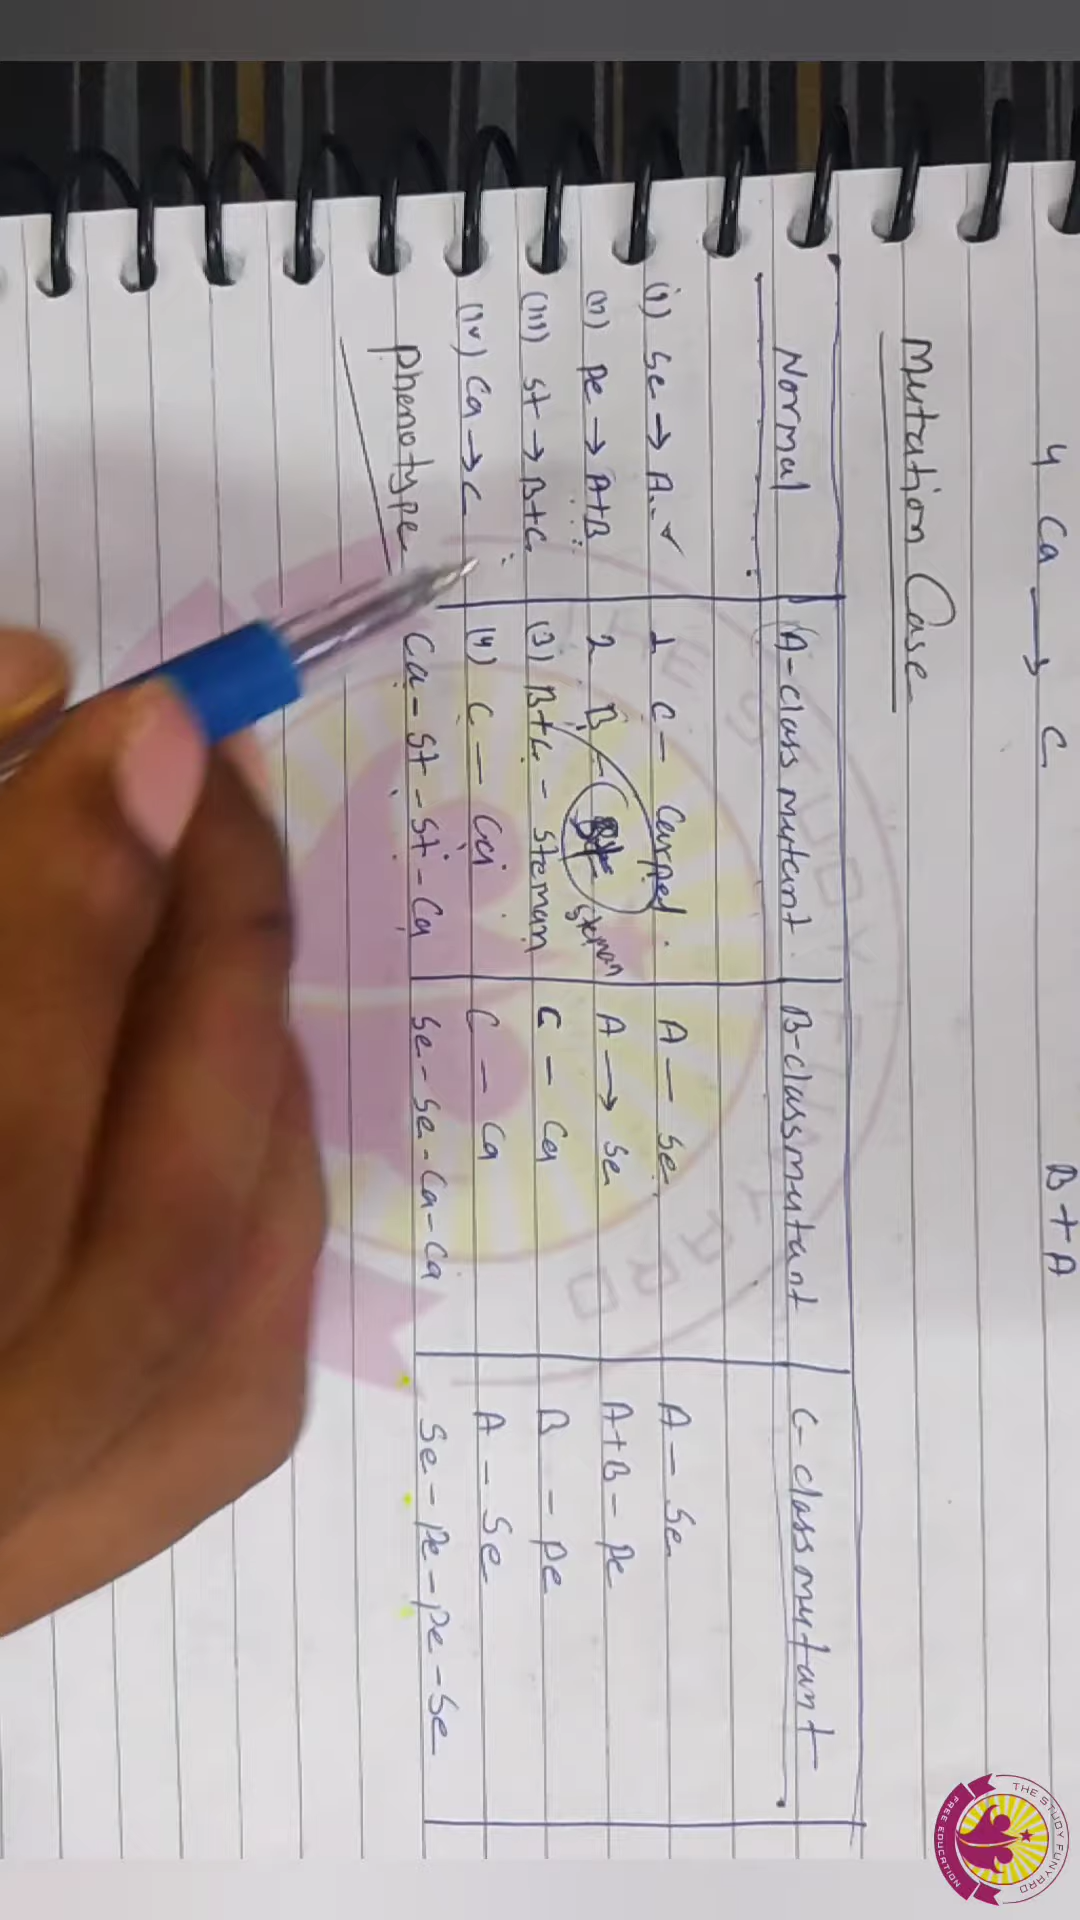 4 Ca → C
B + A
Mutation Case
Normal
A-class mutant
B-class mutant
C-class mutant
(i) Se → A
1 C – Carpel
A – Se
A – Se
(ii) Pe → A+B
2 B – C
Steman
A → Se
A+B – Pe
(iii) St → B+C
(3) B+C – Steman
C – Ca
B – Pe
(iv) Ca → C
(4) C – Ca
C – Ca
A – Se
Phenotype
Ca – St – St – Ca
Se – Se – Ca – Ca
Se – Pe – Pe – Se
THE STUDY FUNYARD
FREE EDUCATION